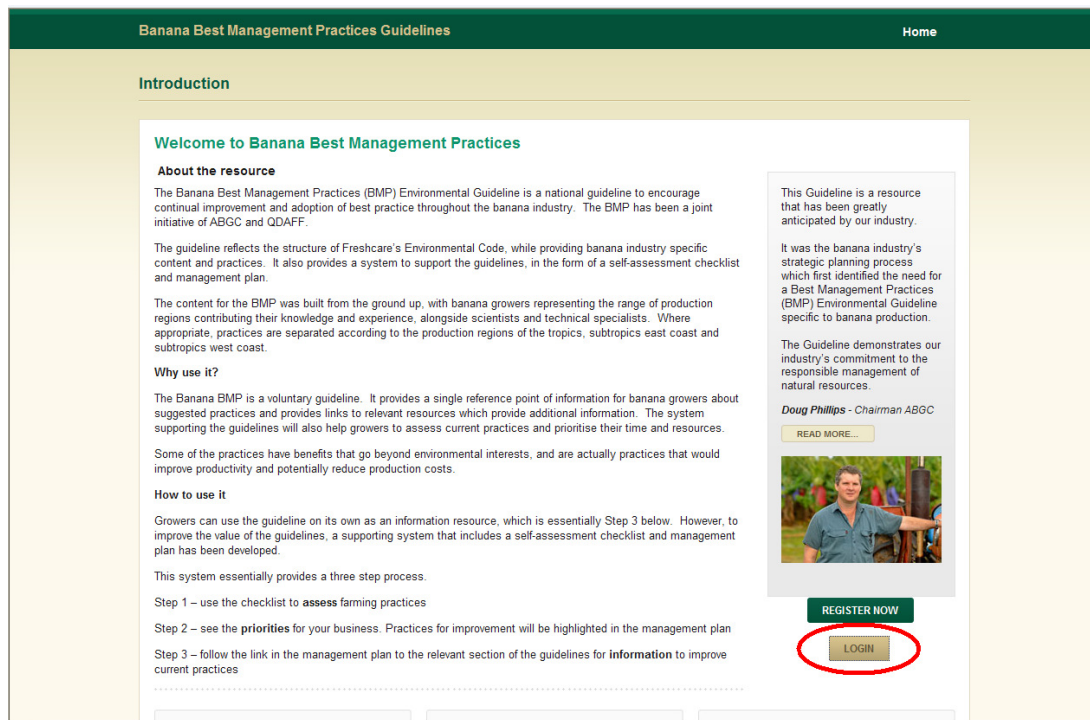 Banana Best Management Practices Guidelines
Home
Introduction
Welcome to Banana Best Management Practices
About the resource
The Banana Best Management Practices (BMP) Environmental Guideline is a national guideline to encourage
continual improvement and adoption of best practice throughout the banana industry. The BMP has been a joint
initiative of ABGC and QDAFF.
The guideline reflects the structure of Freshcare's Environmental Code, while providing banana industry specific
content and practices. It also provides a system to support the guidelines, in the form of a self-assessment checklist
and management plan.
The content for the BMP was built from the ground up, with banana growers representing the range of production
regions contributing their knowledge and experience, alongside scientists and technical specialists. Where
appropriate, practices are separated according to the production regions of the tropics, subtropics east coast and
subtropics west coast.
Why use it?
The Banana BMP is a voluntary guideline. It provides a single reference point of information for banana growers about
suggested practices and provides links to relevant resources which provide additional information. The system
supporting the guidelines will also help growers to assess current practices and prioritise their time and resources.
Some of the practices have benefits that go beyond environmental interests, and are actually practices that would
improve productivity and potentially reduce production costs.
How to use it
Growers can use the guideline on its own as an information resource, which is essentially Step 3 below. However, to
improve the value of the guidelines, a supporting system that includes a self-assessment checklist and management
plan has been developed.
This system essentially provides a three step process.
Step 1 – use the checklist to assess farming practices
Step 2 – see the priorities for your business. Practices for improvement will be highlighted in the management plan
Step 3 – follow the link in the management plan to the relevant section of the guidelines for information to improve
current practices
This Guideline is a resource
that has been greatly
anticipated by our industry.
It was the banana industry's
strategic planning process
which first identified the need for
a Best Management Practices
(BMP) Environmental Guideline
specific to banana production.
The Guideline demonstrates our
industry's commitment to the
responsible management of
natural resources.
Doug Phillips - Chairman ABGC
READ MORE...
REGISTER NOW
LOGIN